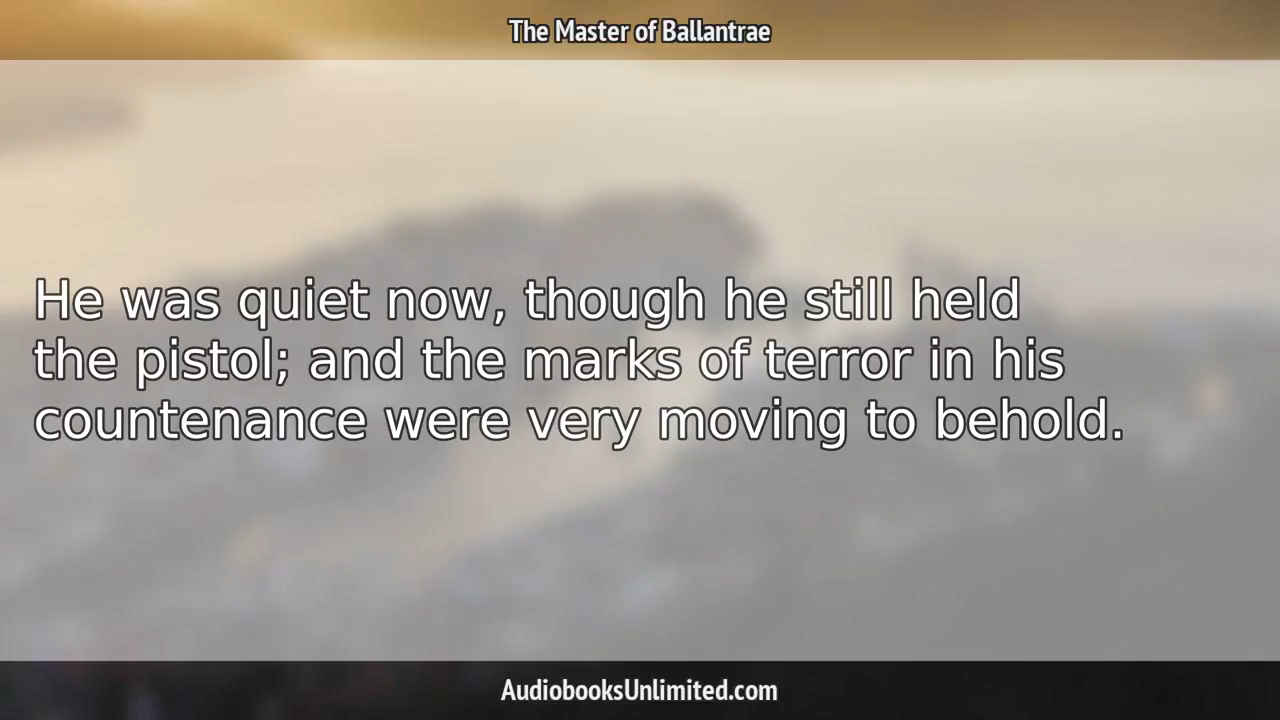 The Master of Ballantrae
He was quiet now, though he still held
the pistol; and the marks of terror in his
countenance were very moving to behold.
AudiobooksUnlimited.com